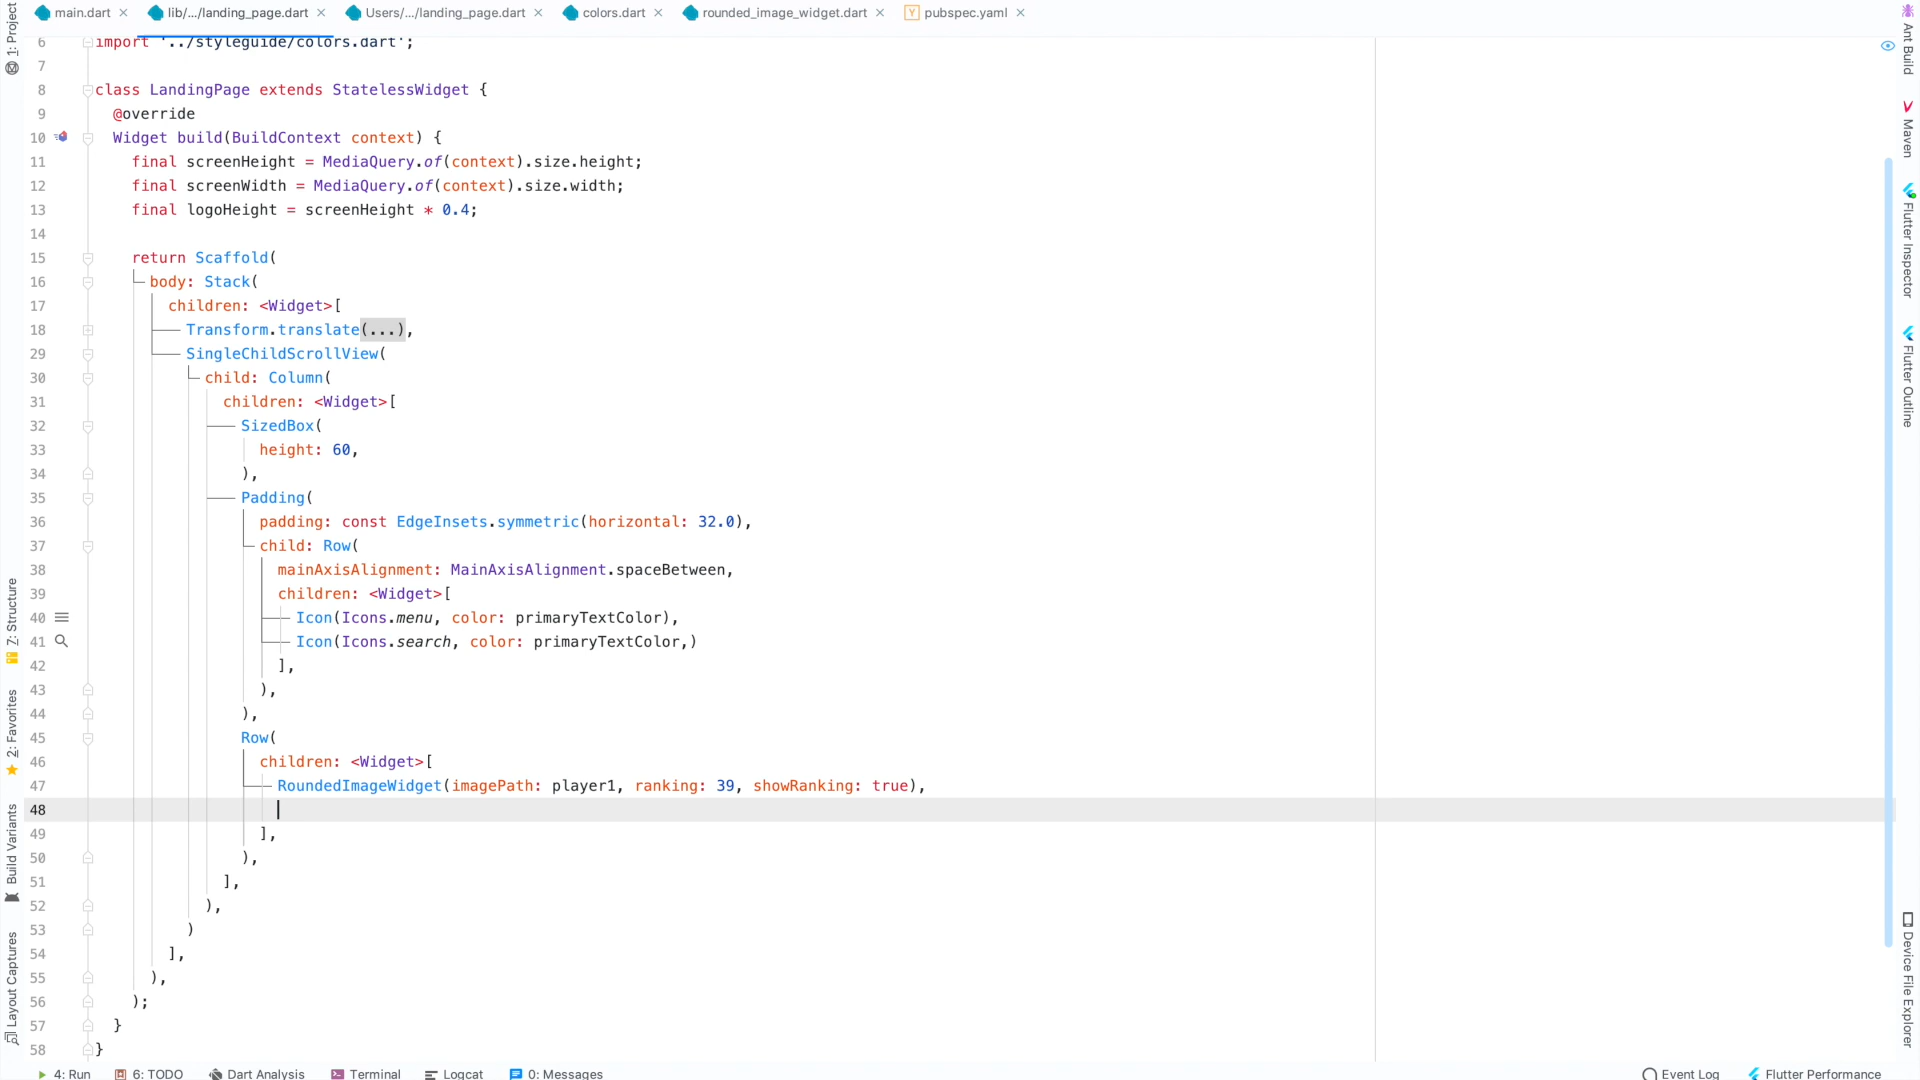 main.dart
lib/.../landing_page.dart
Users/.../landing_page.dart
colors.dart
rounded_image_widget.dart
pubspec.yaml
1: Project
7: Structure
2: Favorites
Build Variants
Layout Captures
6 import '../styleguide/colors.dart';
7
8 class LandingPage extends StatelessWidget {
9 @override
10 Widget build(BuildContext context) {
11 final screenHeight = MediaQuery.of(context).size.height;
12 final screenWidth = MediaQuery.of(context).size.width;
13 final logoHeight = screenHeight * 0.4;
14
15 return Scaffold(
16 body: Stack(
17 children: <Widget>[
18 Transform.translate(...),
29 SingleChildScrollView(
30 child: Column(
31 children: <Widget>[
32 SizedBox(
33 height: 60,
34 ),
35 Padding(
36 padding: const EdgeInsets.symmetric(horizontal: 32.0),
37 child: Row(
38 mainAxisAlignment: MainAxisAlignment.spaceBetween,
39 children: <Widget>[
40 Icon(Icons.menu, color: primaryTextColor),
41 Icon(Icons.search, color: primaryTextColor,)
42 ],
43 ),
44 ),
45 Row(
46 children: <Widget>[
47 RoundedImageWidget(imagePath: player1, ranking: 39, showRanking: true),
48
49 ],
50 ),
51 ],
52 ),
53 )
54 ],
55 ),
56 );
57 }
58 }
Ant Build
Maven
Flutter Inspector
Flutter Outline
Device File Explorer
4: Run
6: TODO
Dart Analysis
Terminal
Logcat
0: Messages
Event Log
Flutter Performance